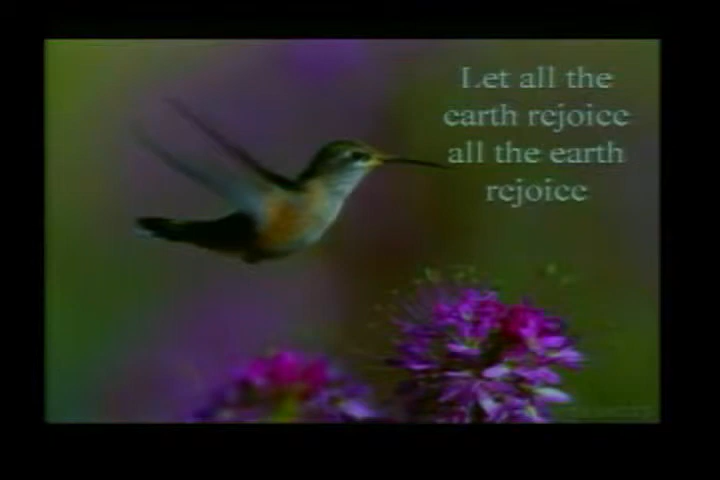 Let all the
earth rejoice
all the earth
rejoice